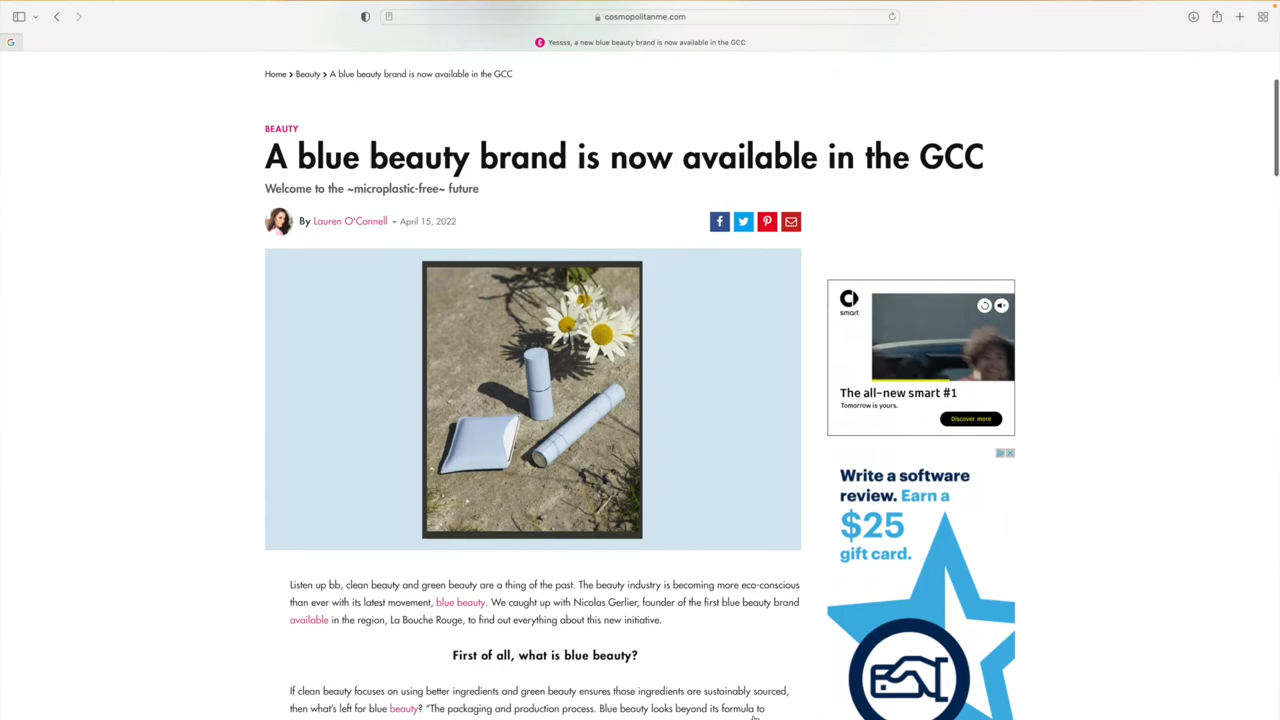 cosmopolitanme.com
G
Yessss, a new blue beauty brand is now available in the GCC
Home > Beauty > A blue beauty brand is now available in the GCC
BEAUTY
A blue beauty brand is now available in the GCC
Welcome to the ~microplastic-free~ future
By Lauren O'Connell - April 15, 2022
smart
The all-new smart #1
Tomorrow is yours.
Discover more
Write a software
review. Earn a
$25
gift card.
Listen up bb, clean beauty and green beauty are a thing of the past. The beauty industry is becoming more eco-conscious
than ever with its latest movement, blue beauty. We caught up with Nicolas Gerlier, founder of the first blue beauty brand
available in the region, La Bouche Rouge, to find out everything about this new initiative.
First of all, what is blue beauty?
If clean beauty focuses on using better ingredients and green beauty ensures those ingredients are sustainably sourced,
then what's left for blue beauty? "The packaging and production process. Blue beauty looks beyond its formula to